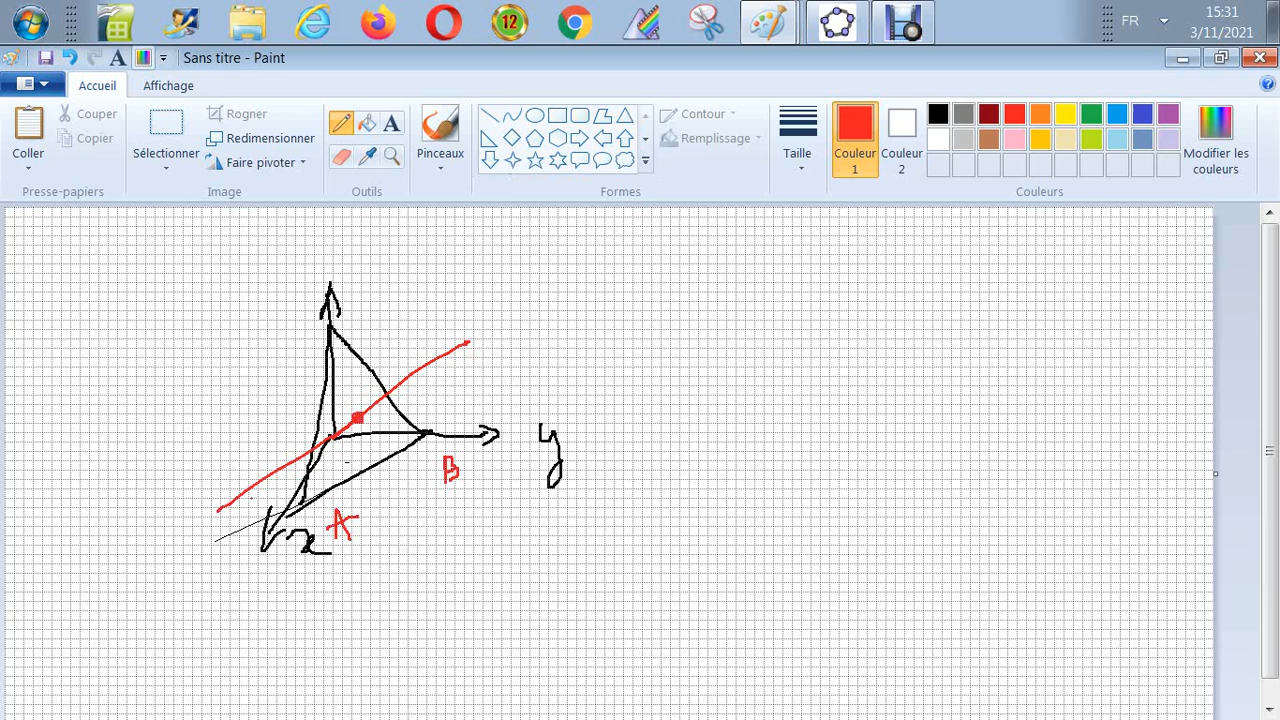 12
FR
15:31
3/11/2021
Sans titre - Paint
Accueil
Affichage
Coller
Couper
Copier
Presse-papiers
Sélectionner
Rogner
Redimensionner
Faire pivoter
Image
A
Outils
Pinceaux
Contour
Remplissage
Formes
Taille
Couleur 1
Couleur 2
Modifier les couleurs
Couleurs
y
B
A
x